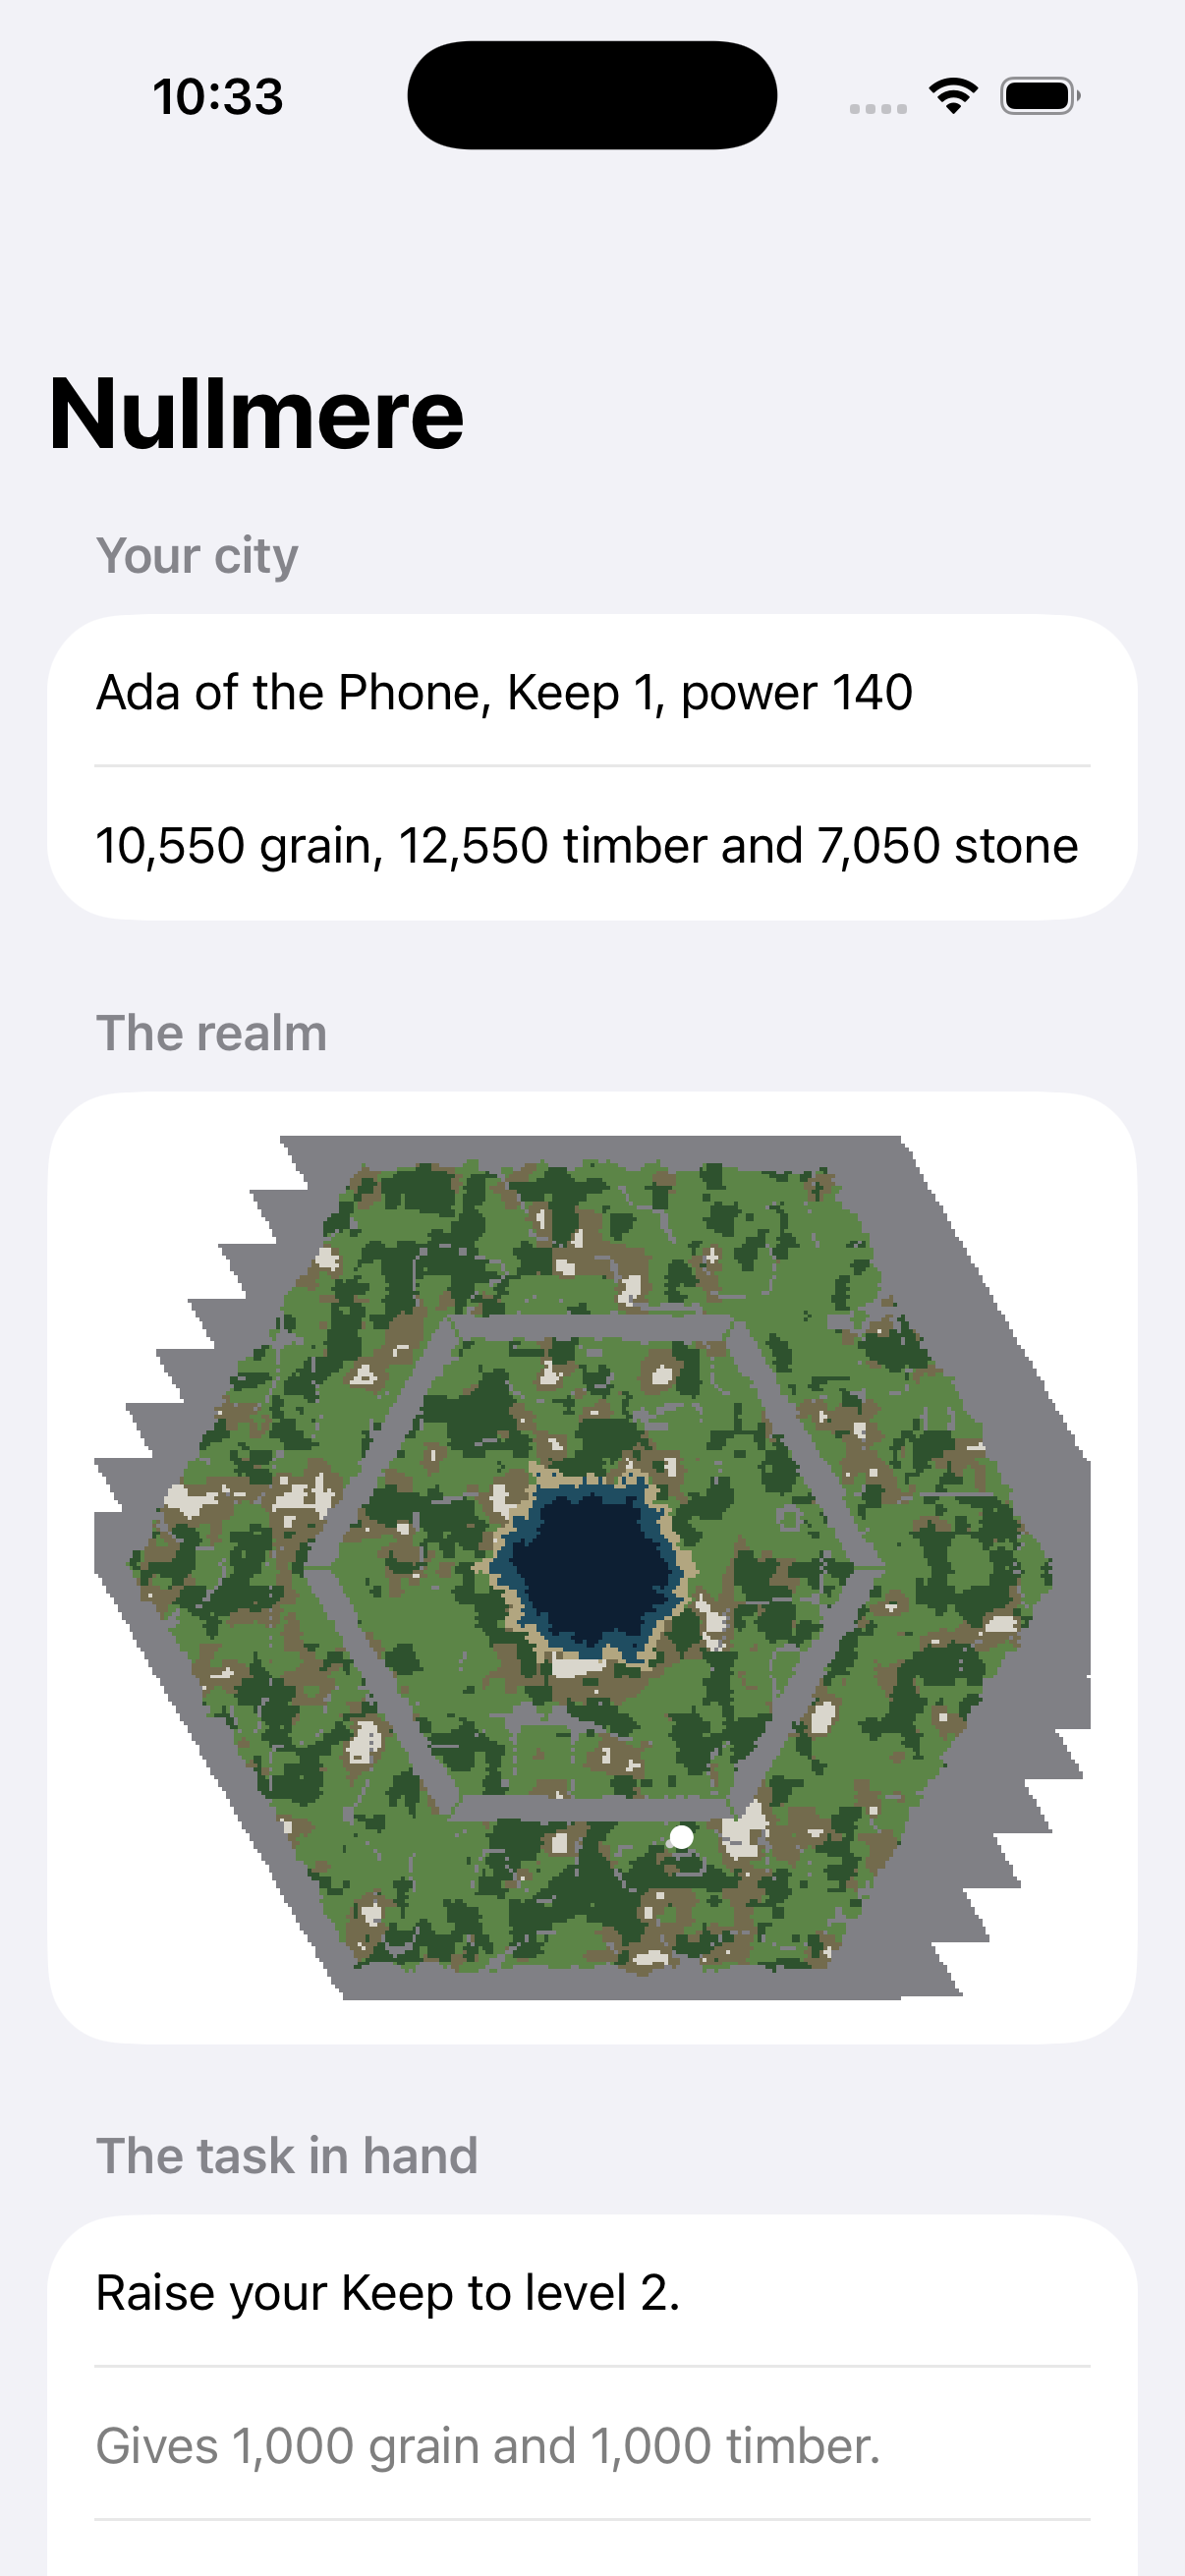 10:33
Nullmere
Your city
Ada of the Phone, Keep 1, power 140
10,550 grain, 12,550 timber and 7,050 stone
The realm
The task in hand
Raise your Keep to level 2.
Gives 1,000 grain and 1,000 timber.